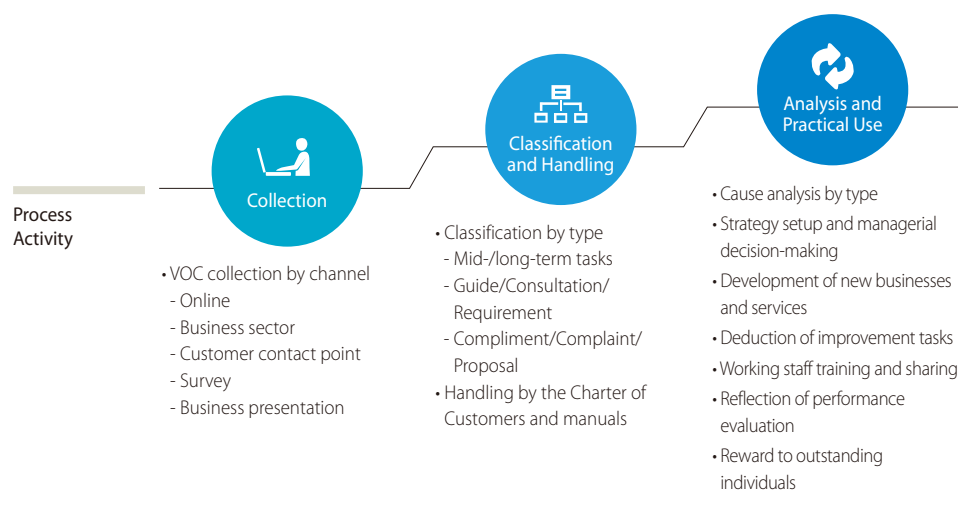 Process
Activity
Collection
• VOC collection by channel
- Online
- Business sector
- Customer contact point
- Survey
- Business presentation
Classification
and Handling
• Classification by type
- Mid-/long-term tasks
- Guide/Consultation/
Requirement
- Compliment/Complaint/
Proposal
• Handling by the Charter of
Customers and manuals
Analysis and
Practical Use
• Cause analysis by type
• Strategy setup and managerial
decision-making
• Development of new businesses
and services
• Deduction of improvement tasks
• Working staff training and sharing
• Reflection of performance
evaluation
• Reward to outstanding
individuals